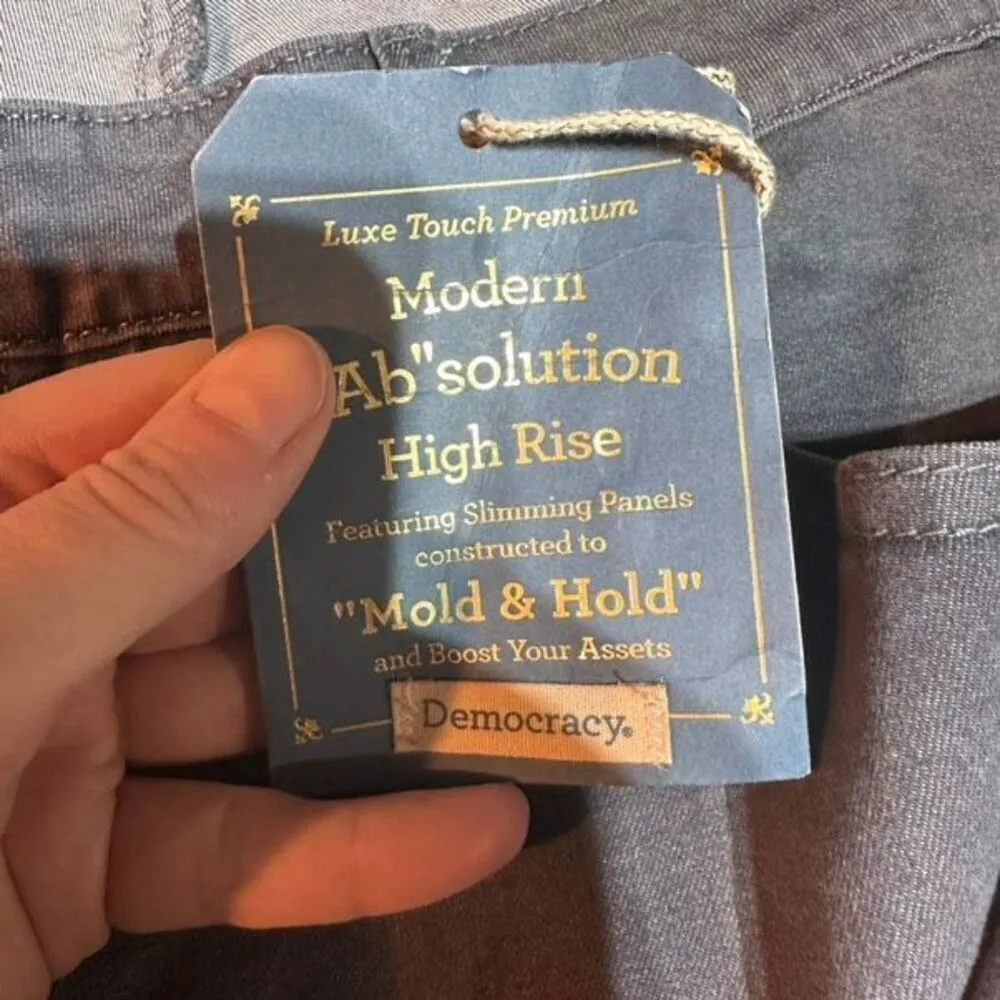 Luxe Touch Premium
Modern
Ab"solution
High Rise
Featuring Slimming Panels
constructed to
"Mold & Hold"
and Boost Your Assets
Democracy®